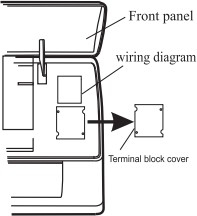 Front panel
wiring diagram
Terminal block cover